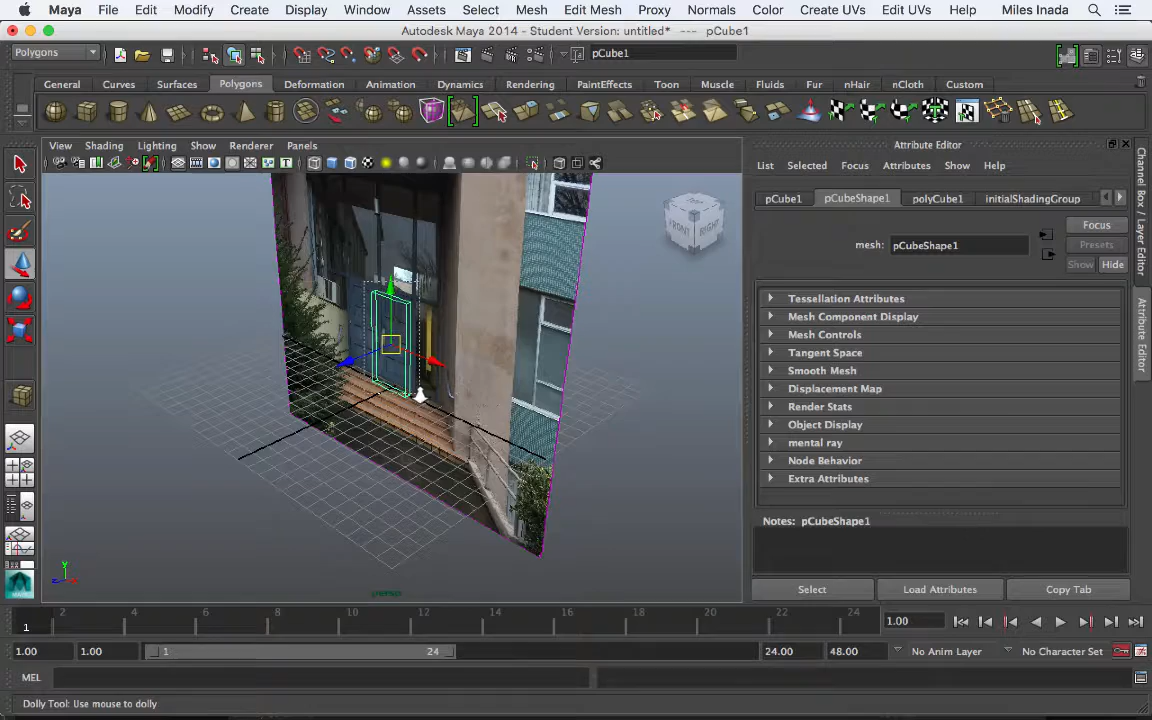 Maya File Edit Modify Create Display Window Assets Select Mesh Edit Mesh Proxy Normals Color Create UVs Edit UVs Help Miles Inada
Autodesk Maya 2014 - Student Version: untitled* --- pCube1
Polygons pCube1
General Curves Surfaces Polygons Deformation Animation Dynamics Rendering PaintEffects Toon Muscle Fluids Fur nHair nCloth Custom
View Shading Lighting Show Renderer Panels
Attribute Editor
List Selected Focus Attributes Show Help
pCube1 pCubeShape1 polyCube1 initialShadingGroup
Focus
mesh: pCubeShape1
Presets
Show Hide
Tessellation Attributes
Mesh Component Display
Mesh Controls
Tangent Space
Smooth Mesh
Displacement Map
Render Stats
Object Display
mental ray
Node Behavior
Extra Attributes
Notes: pCubeShape1
Select Load Attributes Copy Tab
Channel Box / Layer Editor
Attribute Editor
FRONT RIGHT
y
persp
2 4 6 8 10 12 14 16 18 20 22 24
1
1.00
1.00 1.00 1 24 24.00 48.00 No Anim Layer No Character Set
MEL
Dolly Tool: Use mouse to dolly